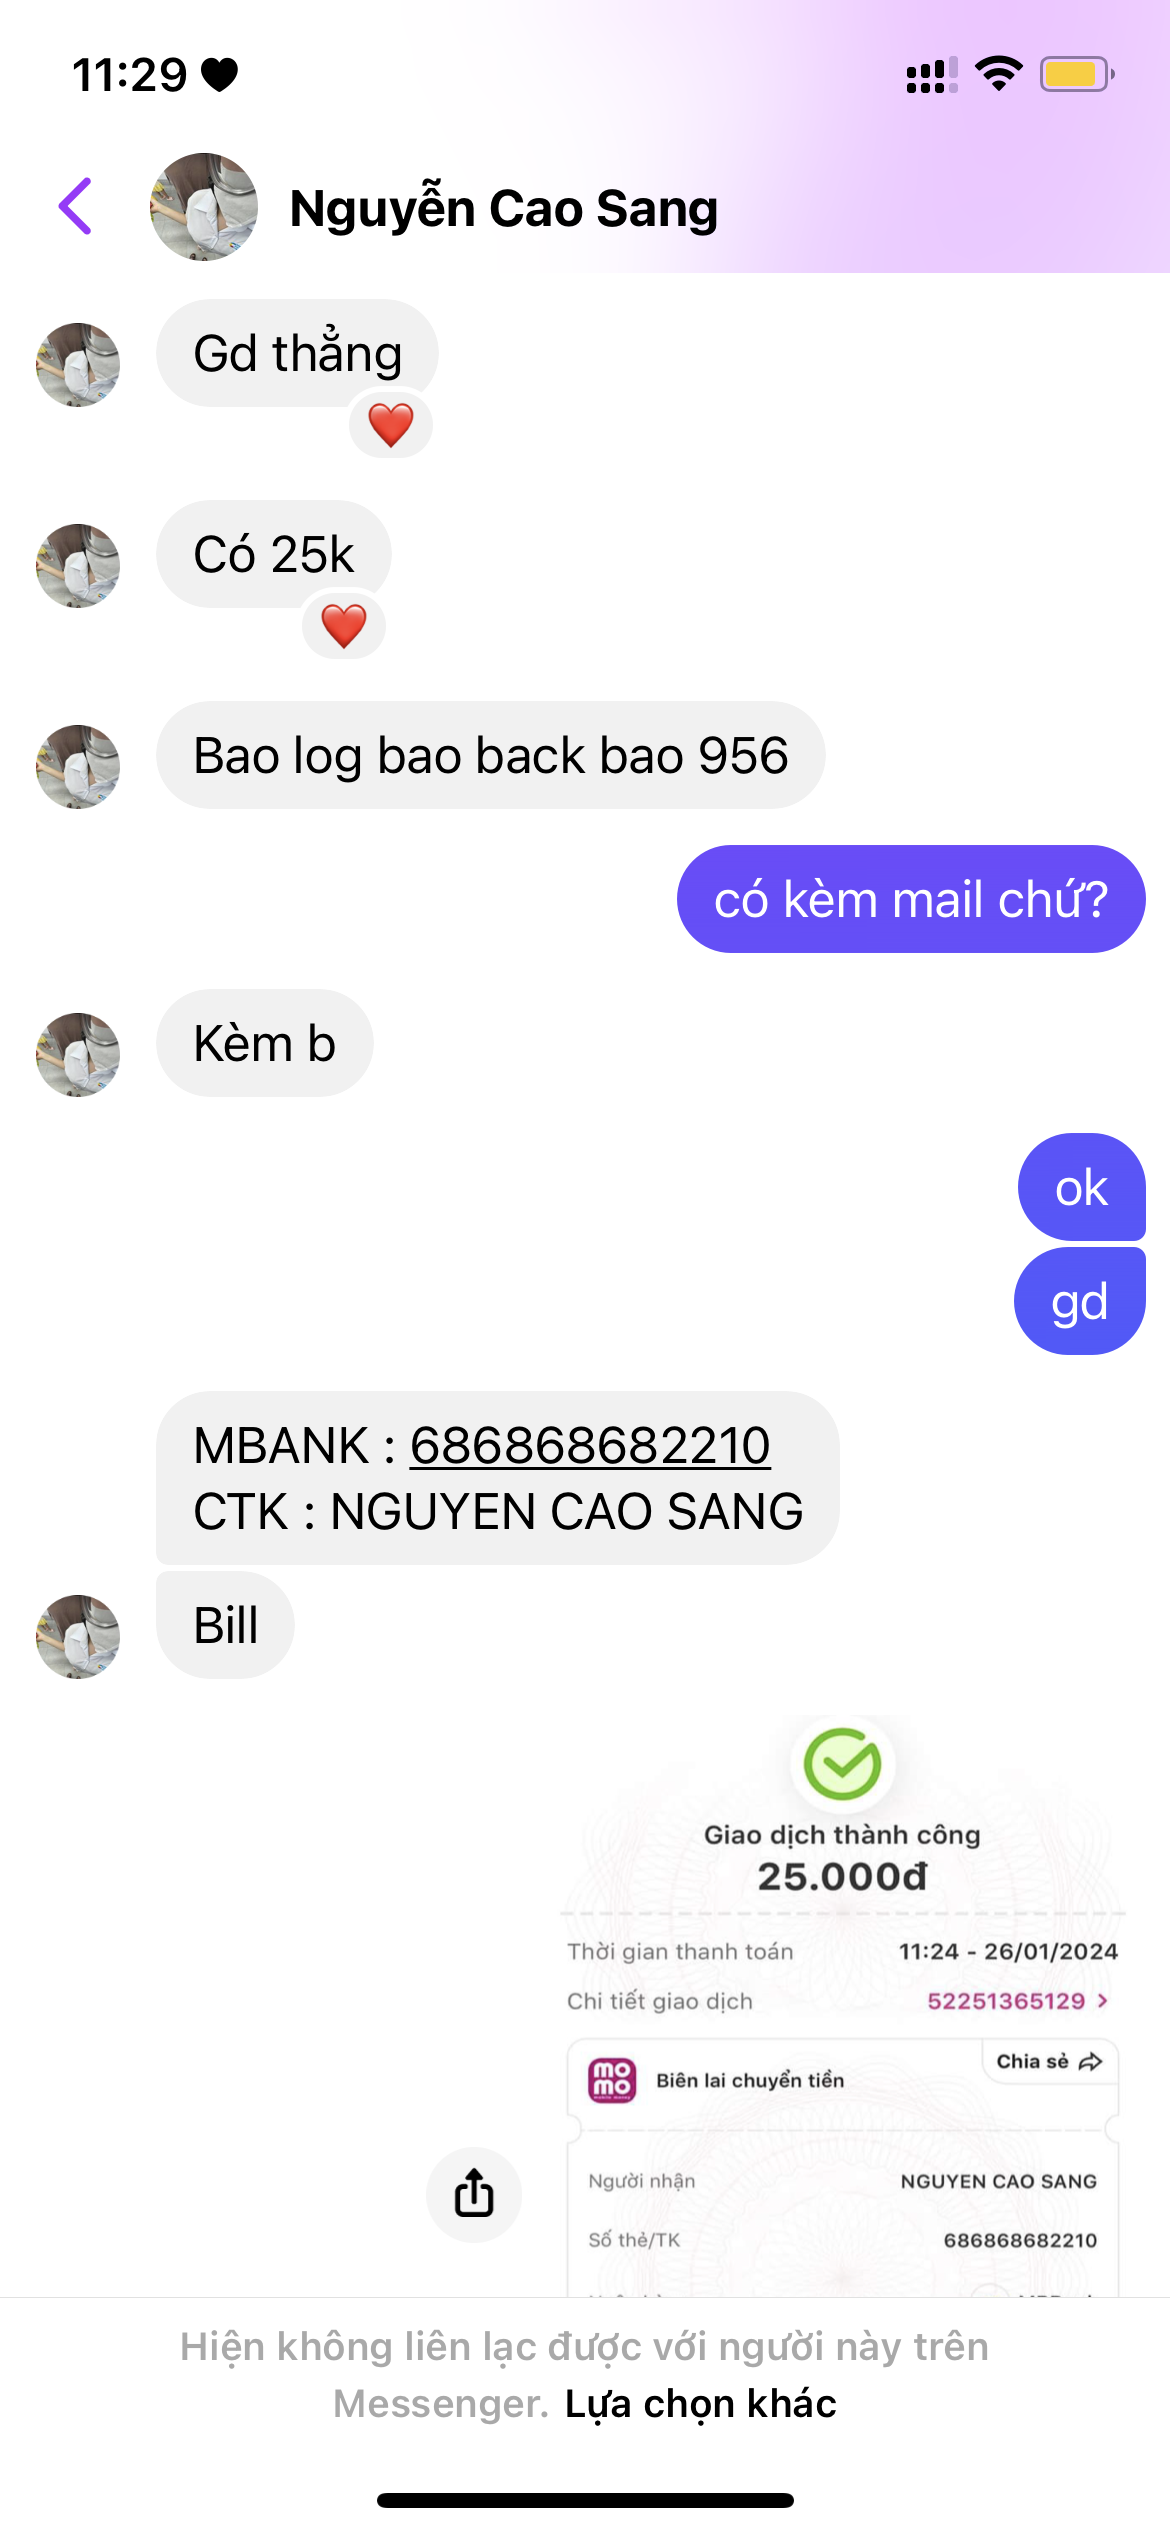 11:29
Nguyễn Cao Sang
Gd thẳng
Có 25k
Bao log bao back bao 956
có kèm mail chứ?
Kèm b
ok
gd
MBANK : 686868682210
CTK : NGUYEN CAO SANG
Bill
Giao dịch thành công
25.000đ
Thời gian thanh toán 11:24 - 26/01/2024
Chi tiết giao dịch 52251365129 >
Chia sẻ
mo mo Biên lai chuyển tiền
Người nhận NGUYEN CAO SANG
Số thẻ/TK 686868682210
Hiện không liên lạc được với người này trên
Messenger. Lựa chọn khác